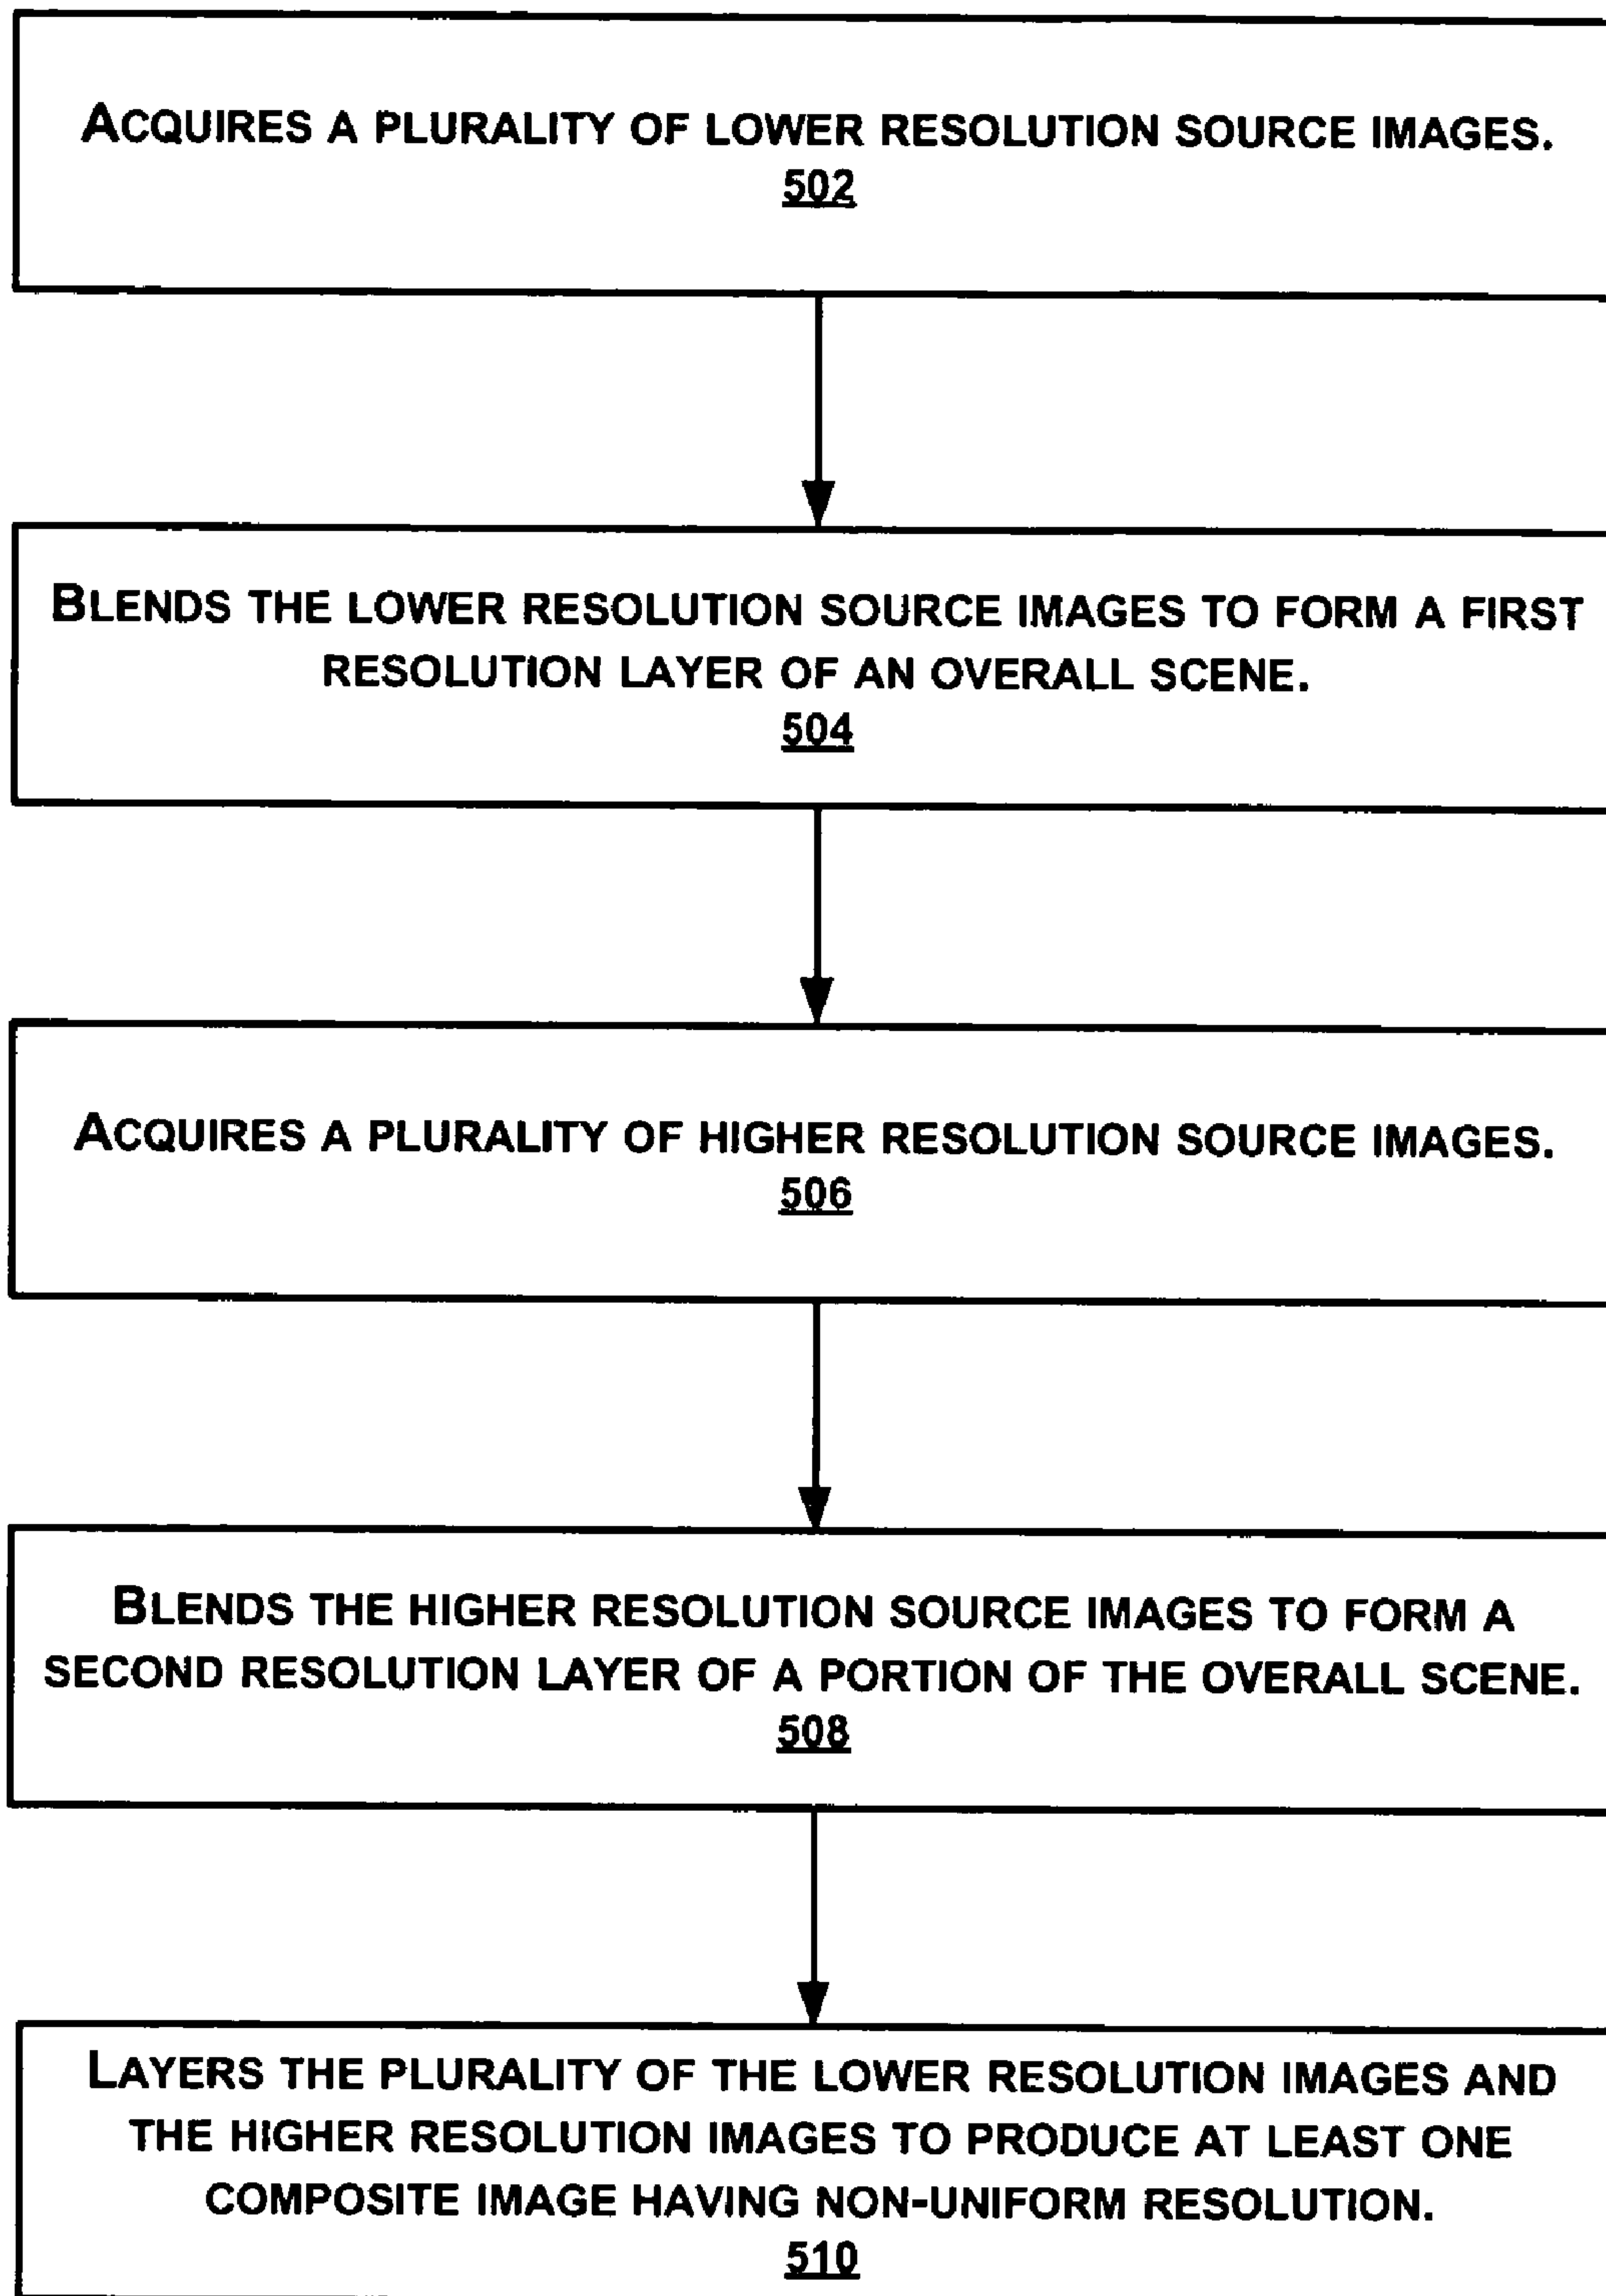 ACQUIRES A PLURALITY OF LOWER RESOLUTION SOURCE IMAGES.
502
BLENDS THE LOWER RESOLUTION SOURCE IMAGES TO FORM A FIRST
RESOLUTION LAYER OF AN OVERALL SCENE.
504
ACQUIRES A PLURALITY OF HIGHER RESOLUTION SOURCE IMAGES.
506
BLENDS THE HIGHER RESOLUTION SOURCE IMAGES TO FORM A
SECOND RESOLUTION LAYER OF A PORTION OF THE OVERALL SCENE.
508
LAYERS THE PLURALITY OF THE LOWER RESOLUTION IMAGES AND
THE HIGHER RESOLUTION IMAGES TO PRODUCE AT LEAST ONE
COMPOSITE IMAGE HAVING NON-UNIFORM RESOLUTION.
510